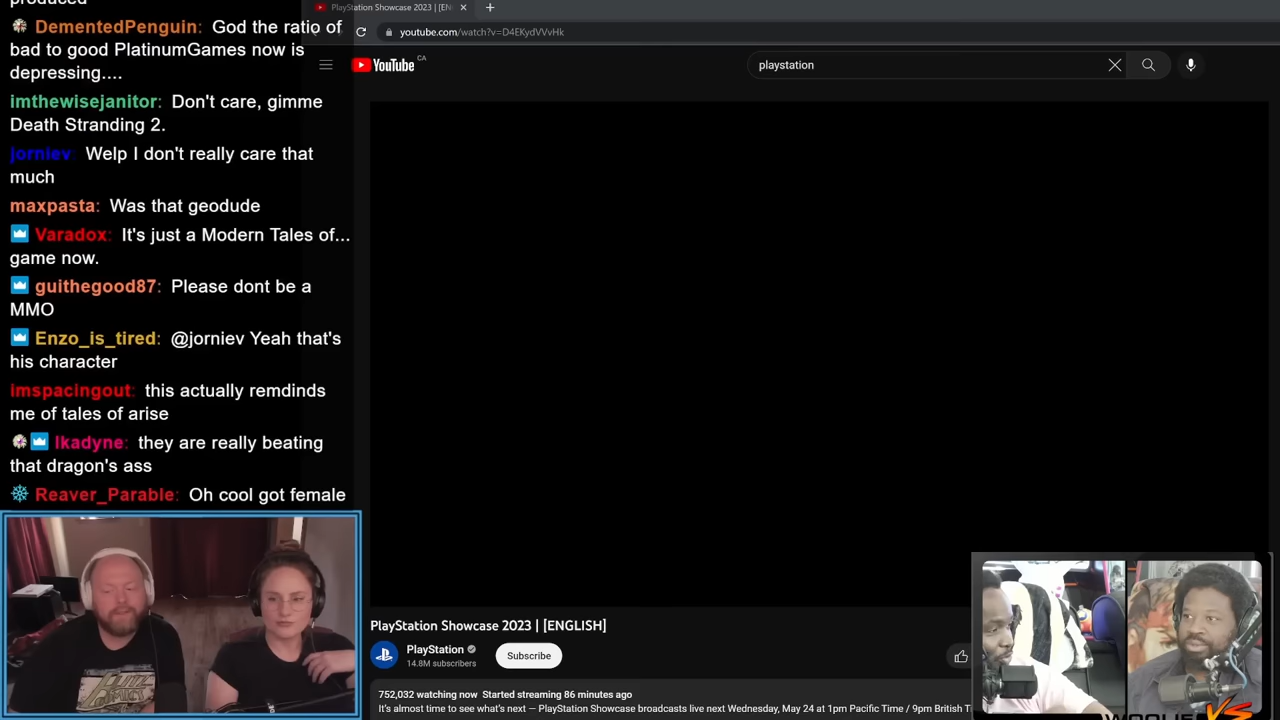 produced
DementedPenguin: God the ratio of
bad to good PlatinumGames now is
depressing....
imthewisejanitor: Don't care, gimme
Death Stranding 2.
jorniev: Welp I don't really care that
much
maxpasta: Was that geodude
Varadox: It's just a Modern Tales of...
game now.
guithegood87: Please dont be a
MMO
Enzo_is_tired: @jorniev Yeah that's
his character
imspacingout: this actually remdinds
me of tales of arise
Ikadyne: they are really beating
that dragon's ass
Reaver_Parable: Oh cool got female
PlayStation Showcase 2023 | [EN
youtube.com/watch?v=D4EKydVVvHk
YouTube CA
playstation
PlayStation Showcase 2023 | [ENGLISH]
PlayStation
14.8M subscribers
Subscribe
752,032 watching now Started streaming 86 minutes ago
It's almost time to see what's next — PlayStation Showcase broadcasts live next Wednesday, May 24 at 1pm Pacific Time / 9pm British T
WOOLIE VS